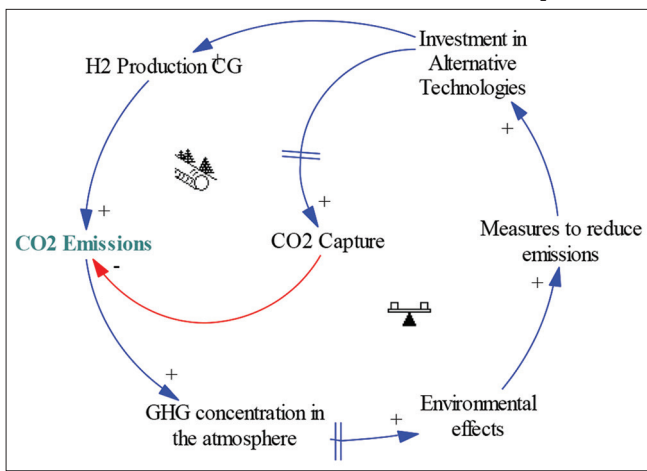 H2 Production CG
+
Investment in
Alternative
Technologies
+
+
+
CO2 Emissions
-
CO2 Capture
Measures to reduce
emissions
+
+
GHG concentration in
the atmosphere
+
Environmental
effects